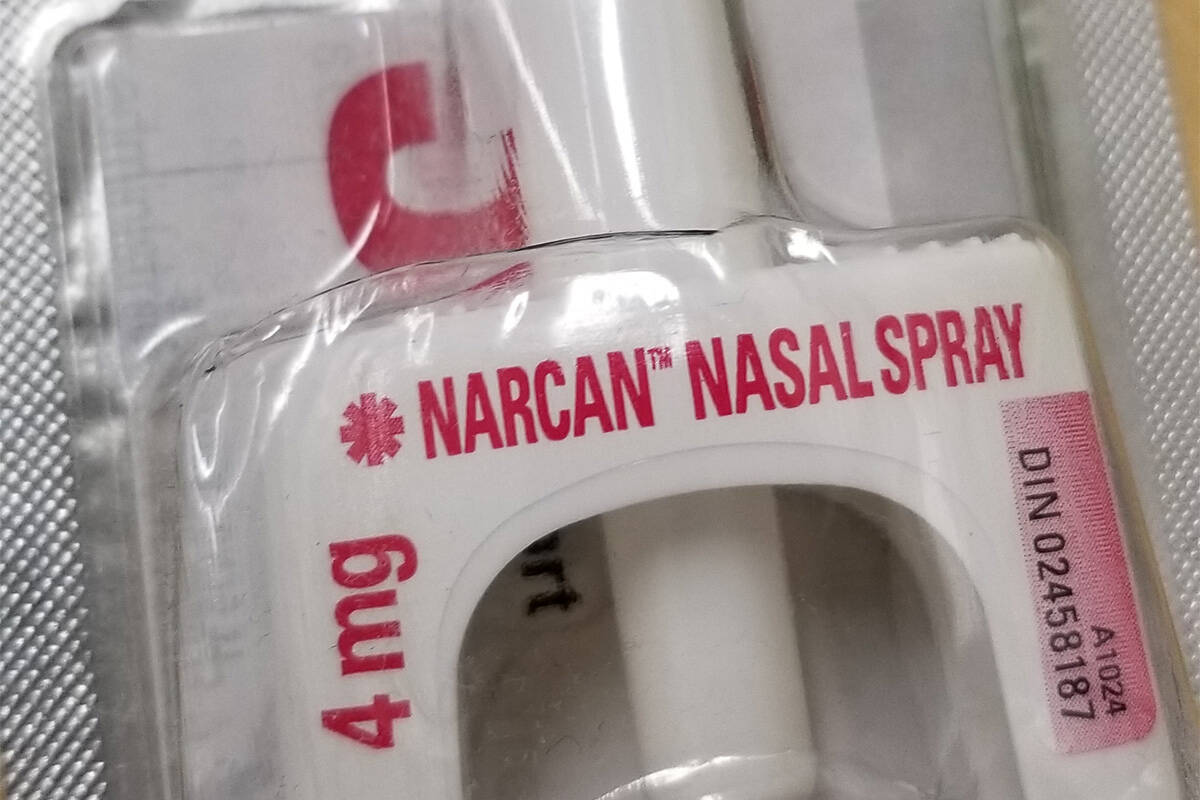 NARCAN™ NASAL SPRAY
4 mg
DIN 02458187
A1024